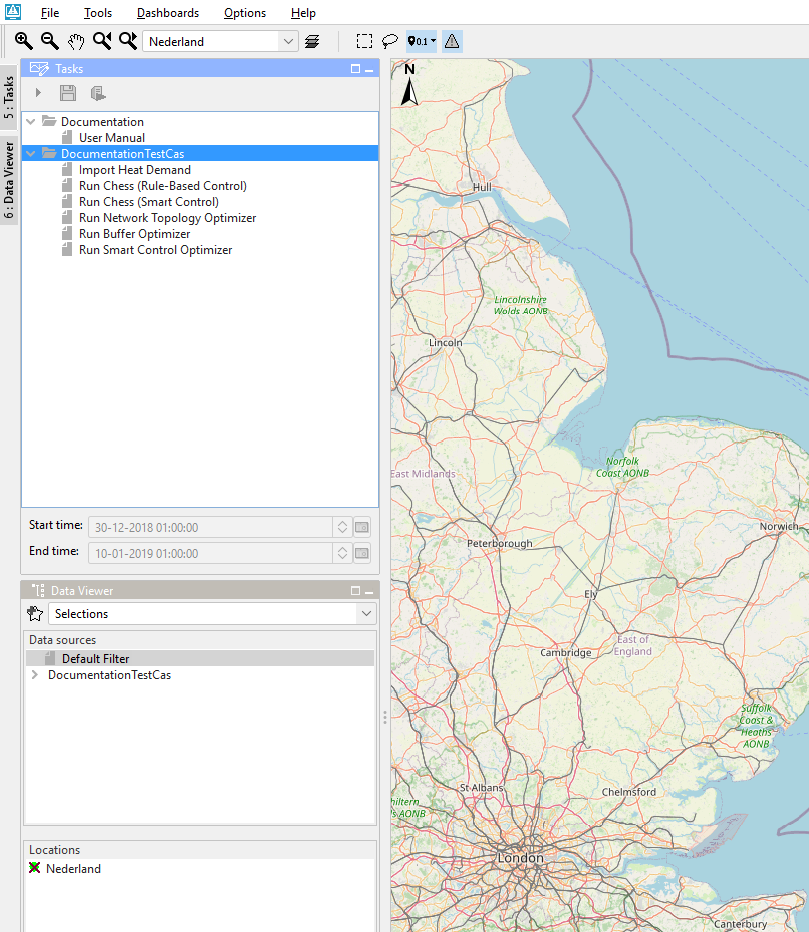 File Tools Dashboards Options Help
Nederland
0.1
5 : Tasks
6 : Data Viewer
Tasks
Documentation
User Manual
DocumentationTestCas
Import Heat Demand
Run Chess (Rule-Based Control)
Run Chess (Smart Control)
Run Network Topology Optimizer
Run Buffer Optimizer
Run Smart Control Optimizer
Start time: 30-12-2018 01:00:00
End time: 10-01-2019 01:00:00
Data Viewer
Selections
Data sources
Default Filter
DocumentationTestCas
Locations
Nederland
N
Hull
Lincolnshire
Wolds AONB
Lincoln
Norfolk
Coast AONB
East Midlands
Norwich
Peterborough
Ely
East of
England
Cambridge
Suffolk
Coast &
Heaths
AONB
St Albans
Chelmsford
hiltern
ls AONB
London
Canterbury